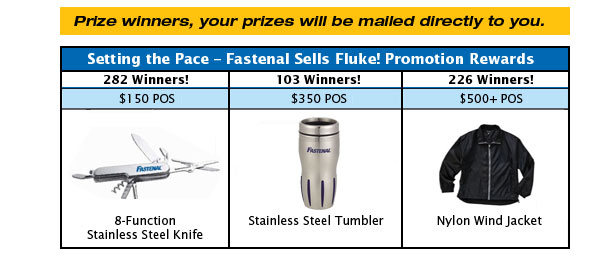 Prize winners, your prizes will be mailed directly to you.
Setting the Pace – Fastenal Sells Fluke! Promotion Rewards
282 Winners!
103 Winners!
226 Winners!
$150 POS
$350 POS
$500+ POS
FASTENAL
FASTENAL
8-Function
Stainless Steel Knife
Stainless Steel Tumbler
Nylon Wind Jacket